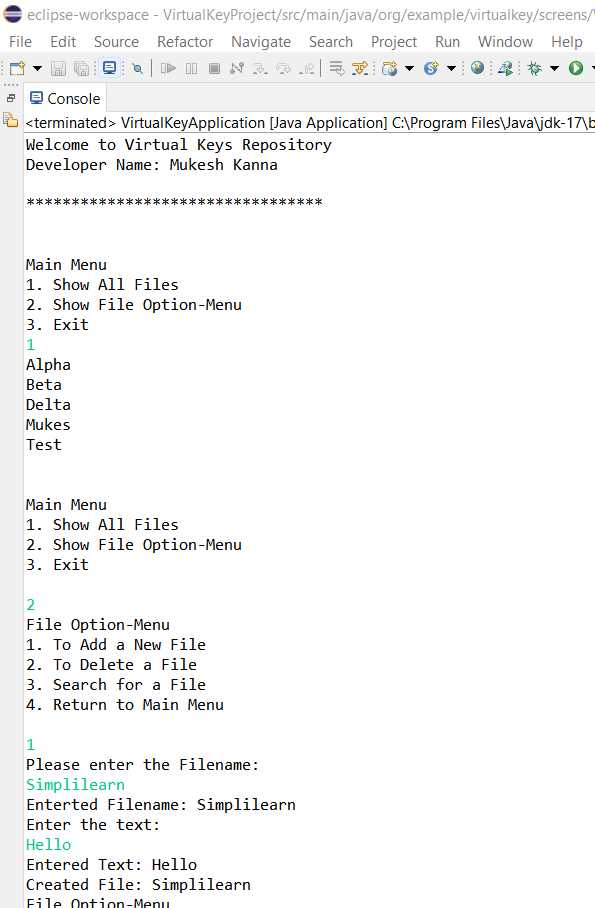 eclipse-workspace - VirtualKeyProject/src/main/java/org/example/virtualkey/screens/
File Edit Source Refactor Navigate Search Project Run Window Help
Console
<terminated> VirtualKeyApplication [Java Application] C:\Program Files\Java\jdk-17\b
Welcome to Virtual Keys Repository
Developer Name: Mukesh Kanna
*********************************
Main Menu
1. Show All Files
2. Show File Option-Menu
3. Exit
1
Alpha
Beta
Delta
Mukes
Test
Main Menu
1. Show All Files
2. Show File Option-Menu
3. Exit
2
File Option-Menu
1. To Add a New File
2. To Delete a File
3. Search for a File
4. Return to Main Menu
1
Please enter the Filename:
Simplilearn
Enterted Filename: Simplilearn
Enter the text:
Hello
Entered Text: Hello
Created File: Simplilearn
File Option-Menu